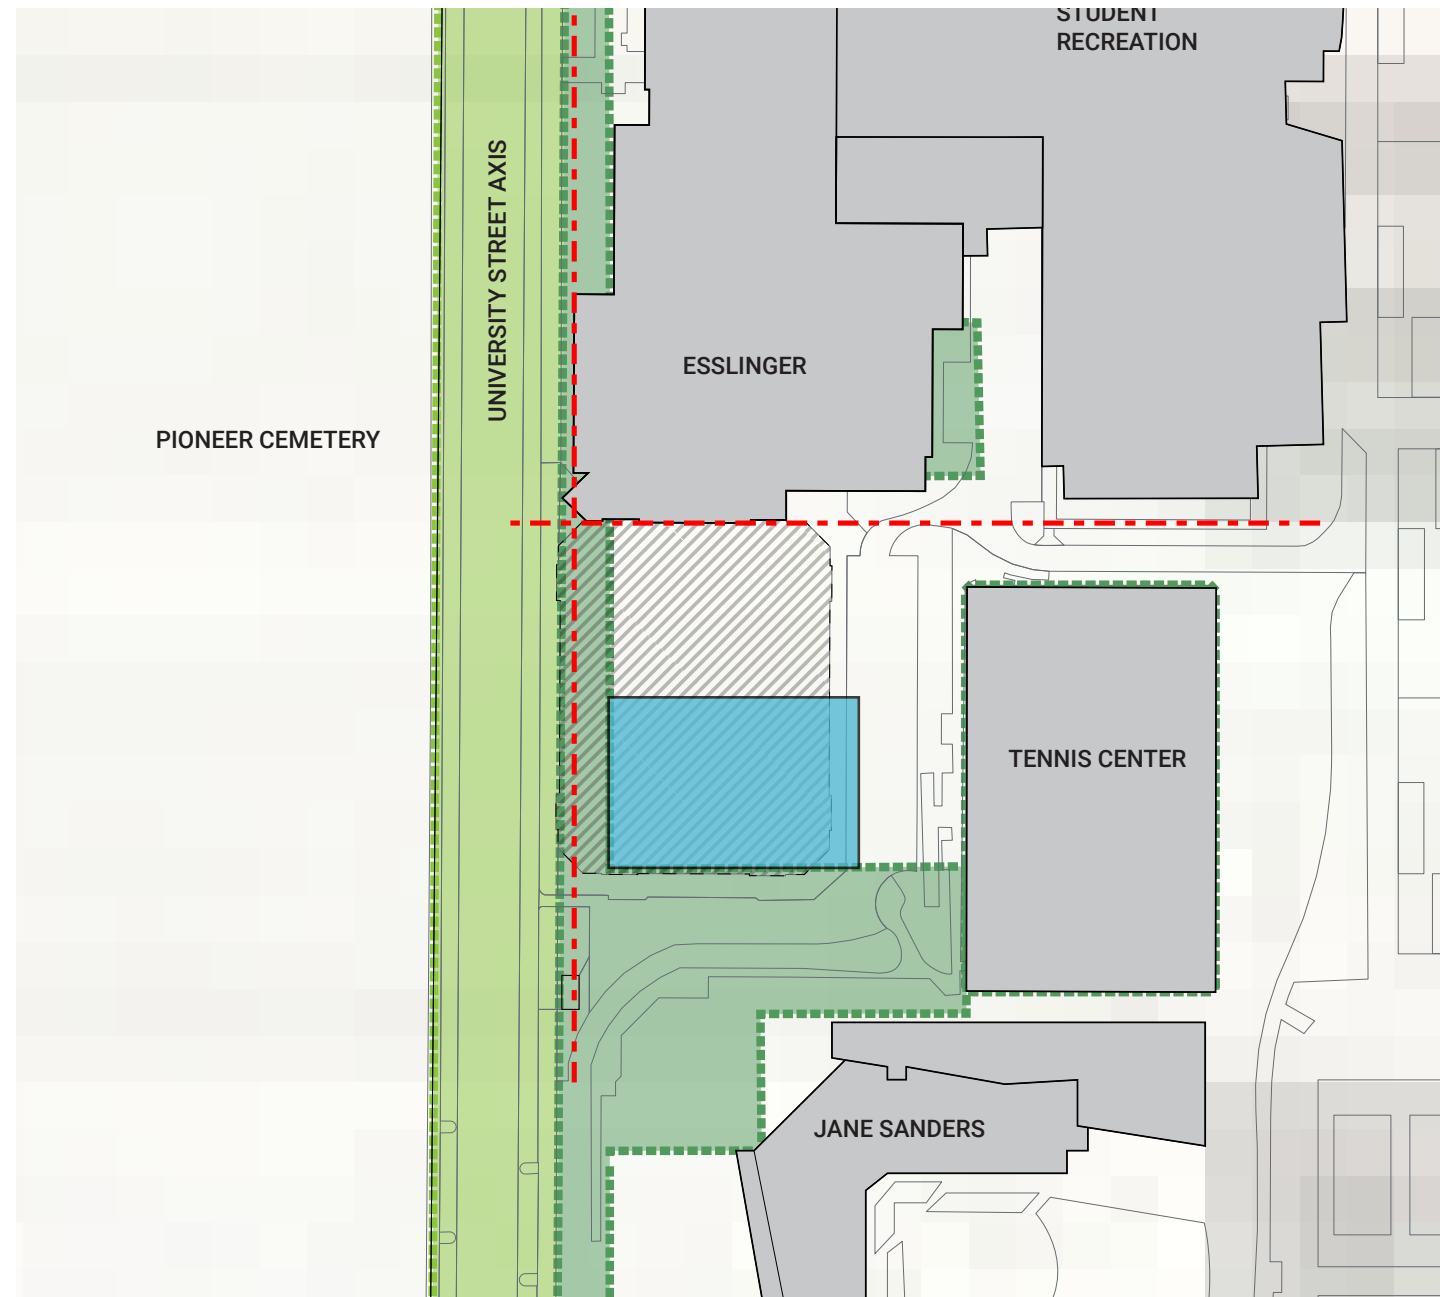 STUDENT
RECREATION
UNIVERSITY STREET AXIS
ESSLINGER
PIONEER CEMETERY
TENNIS CENTER
JANE SANDERS